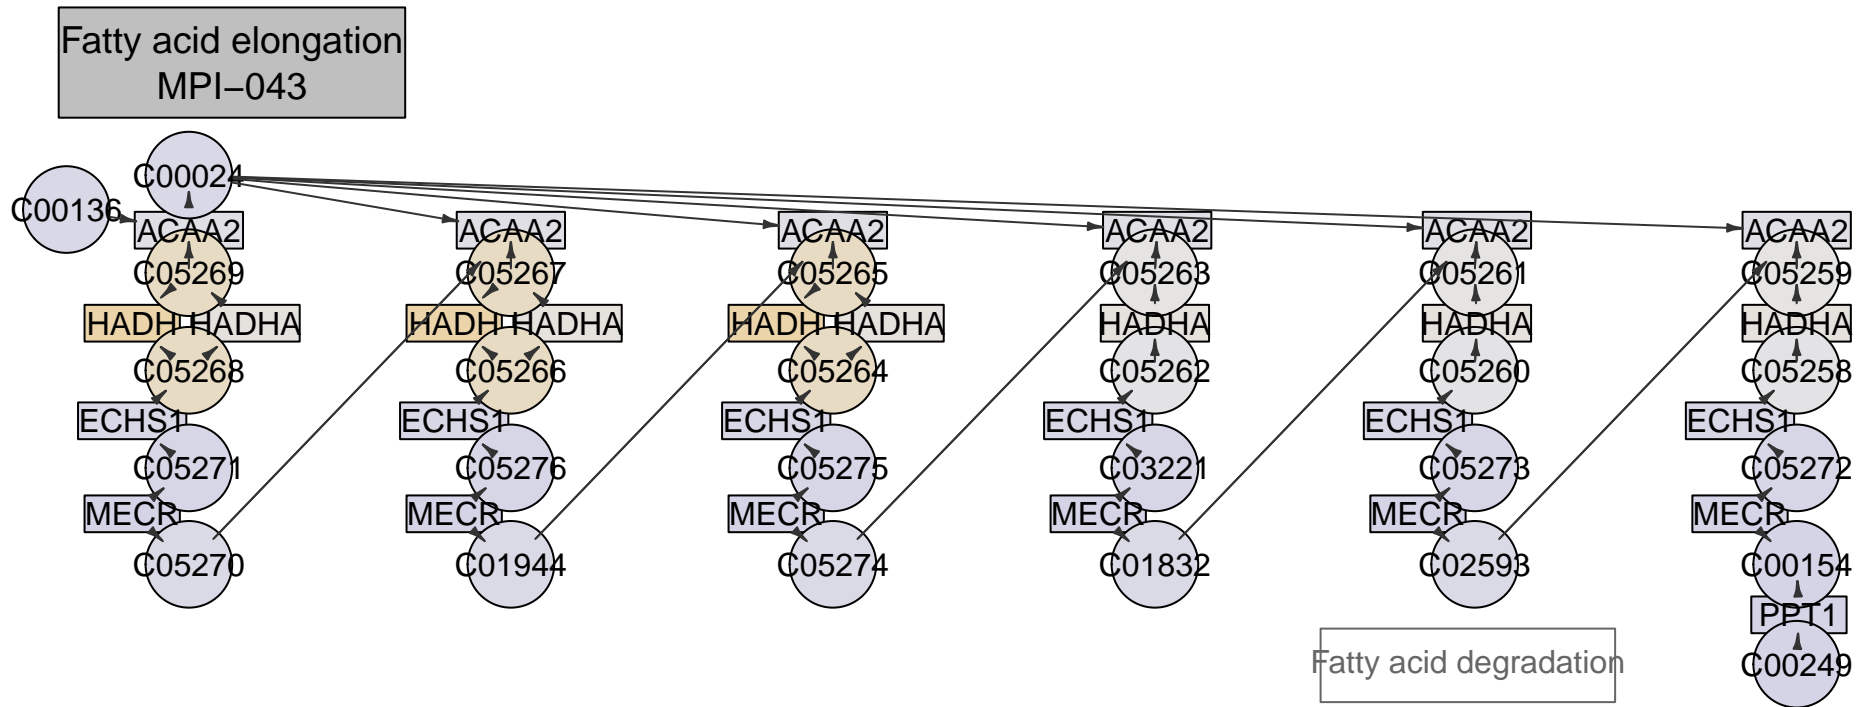 Fatty acid elongation
MPI−043
C00024
C00136
ACAA2 ACAA2 ACAA2 ACAA2 ACAA2 ACAA2
C05269 C05267 C05265 C05263 C05261 C05259
HADH HADHA HADH HADHA HADH HADHA HADHA HADHA HADHA
C05268 C05266 C05264 C05262 C05260 C05258
ECHS1 ECHS1 ECHS1 ECHS1 ECHS1 ECHS1
C05271 C05276 C05275 C03221 C05273 C05272
MECR MECR MECR MECR MECR MECR
C05270 C01944 C05274 C01832 C02593 C00154
PPT1
Fatty acid degradation
C00249